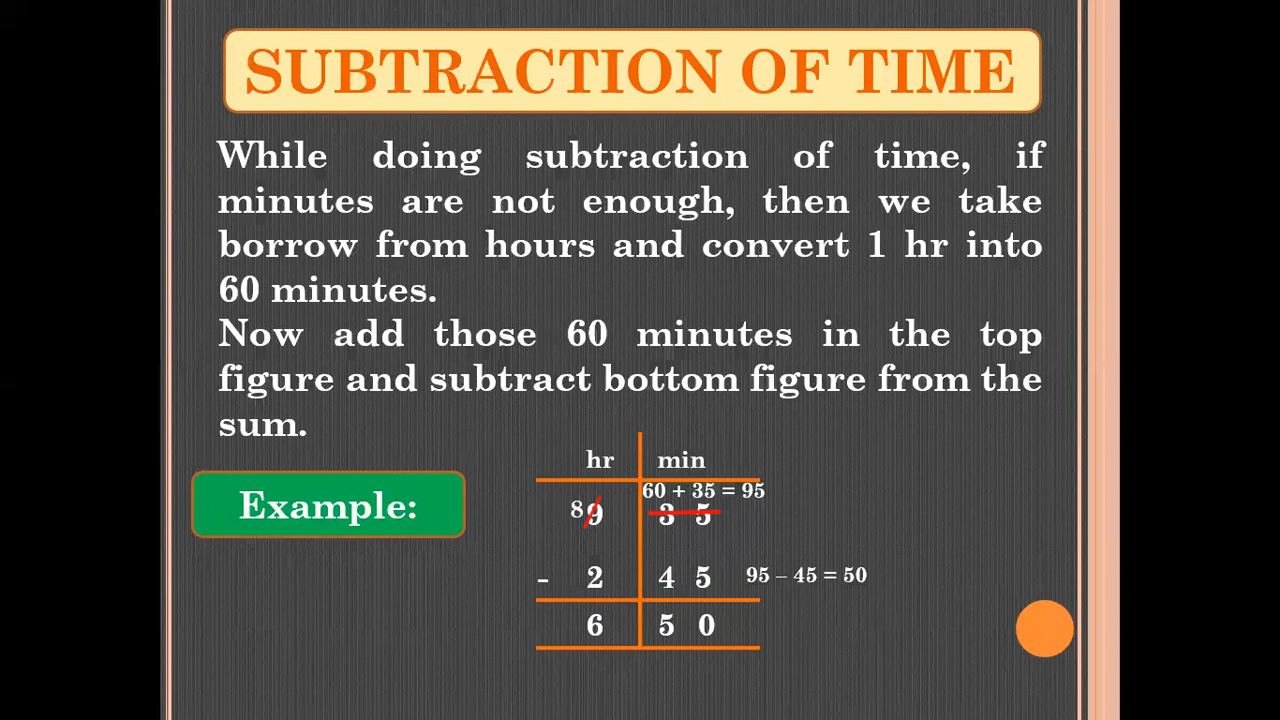 SUBTRACTION OF TIME
While doing subtraction of time, if
minutes are not enough, then we take
borrow from hours and convert 1 hr into
60 minutes.
Now add those 60 minutes in the top
figure and subtract bottom figure from the
sum.
Example:
hr min
60 + 35 = 95
8 9 3 5
- 2 4 5 95 – 45 = 50
6 5 0